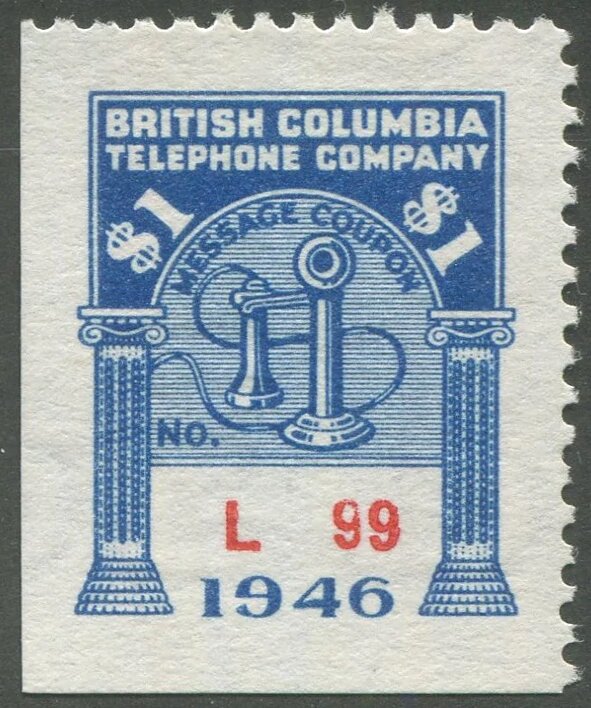 BRITISH COLUMBIA
TELEPHONE COMPANY
$1 $1
MESSAGE COUPON
NO.
L 99
1946